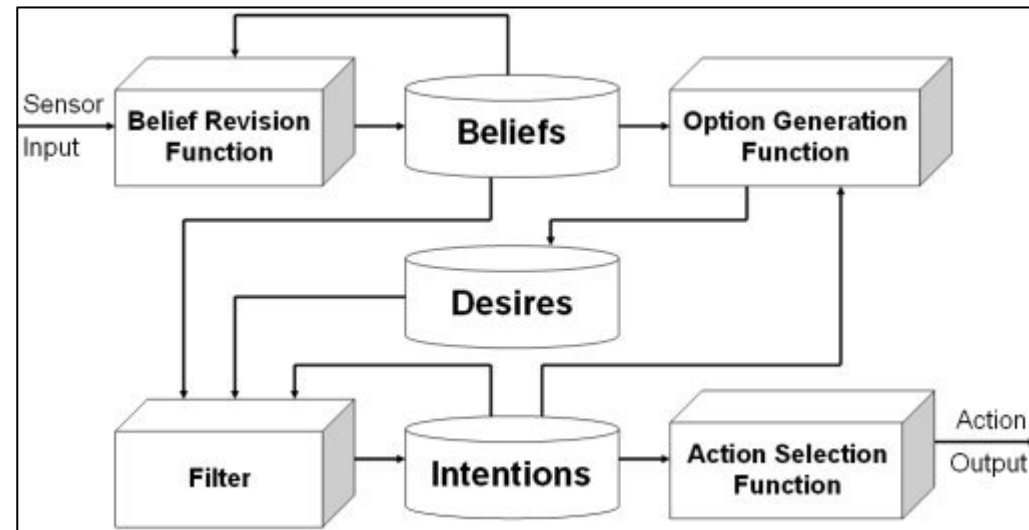 Sensor
Input
Belief Revision
Function
Beliefs
Option Generation
Function
Desires
Filter
Intentions
Action Selection
Function
Action
Output